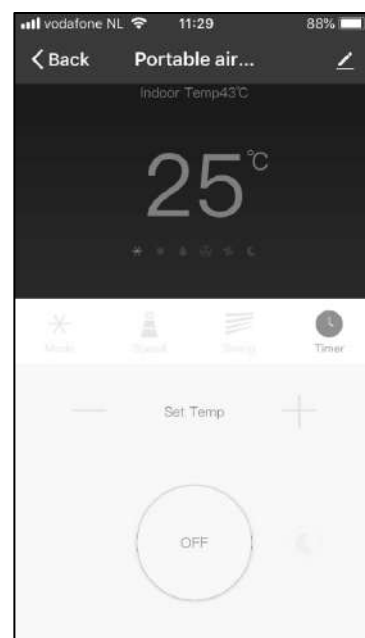 vodafone NL 11:29 88%
Back Portable air...
Indoor Temp43°C
25°C
Mode Speed Swing Timer
Set Temp
OFF